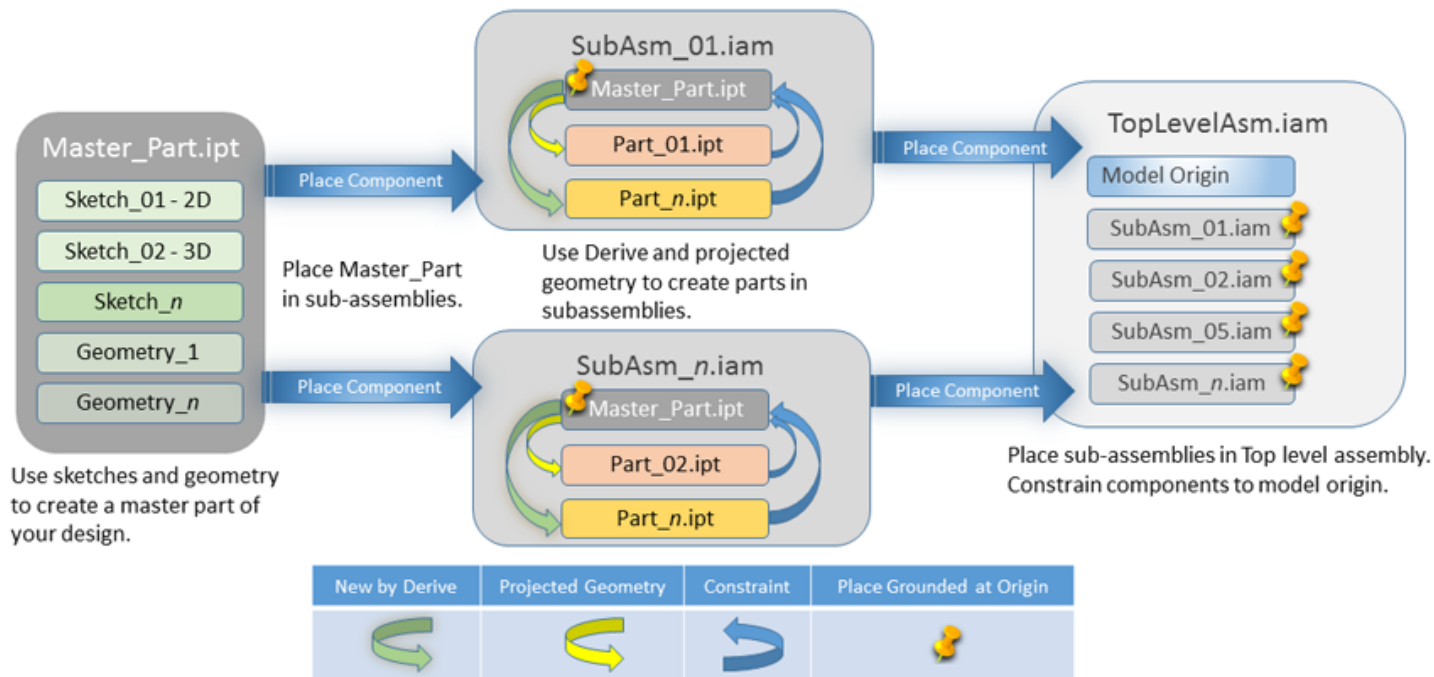 Master_Part.ipt
Sketch_01 - 2D
Sketch_02 - 3D
Sketch_n
Geometry_1
Geometry_n
Use sketches and geometry
to create a master part of
your design.
Place Component
Place Master_Part
in sub-assemblies.
Place Component
SubAsm_01.iam
Master_Part.ipt
Part_01.ipt
Part_n.ipt
Use Derive and projected
geometry to create parts in
subassemblies.
SubAsm_n.iam
Master_Part.ipt
Part_02.ipt
Part_n.ipt
Place Component
Place Component
TopLevelAsm.iam
Model Origin
SubAsm_01.iam
SubAsm_02.iam
SubAsm_05.iam
SubAsm_n.iam
Place sub-assemblies in Top level assembly.
Constrain components to model origin.
New by Derive
Projected Geometry
Constraint
Place Grounded at Origin